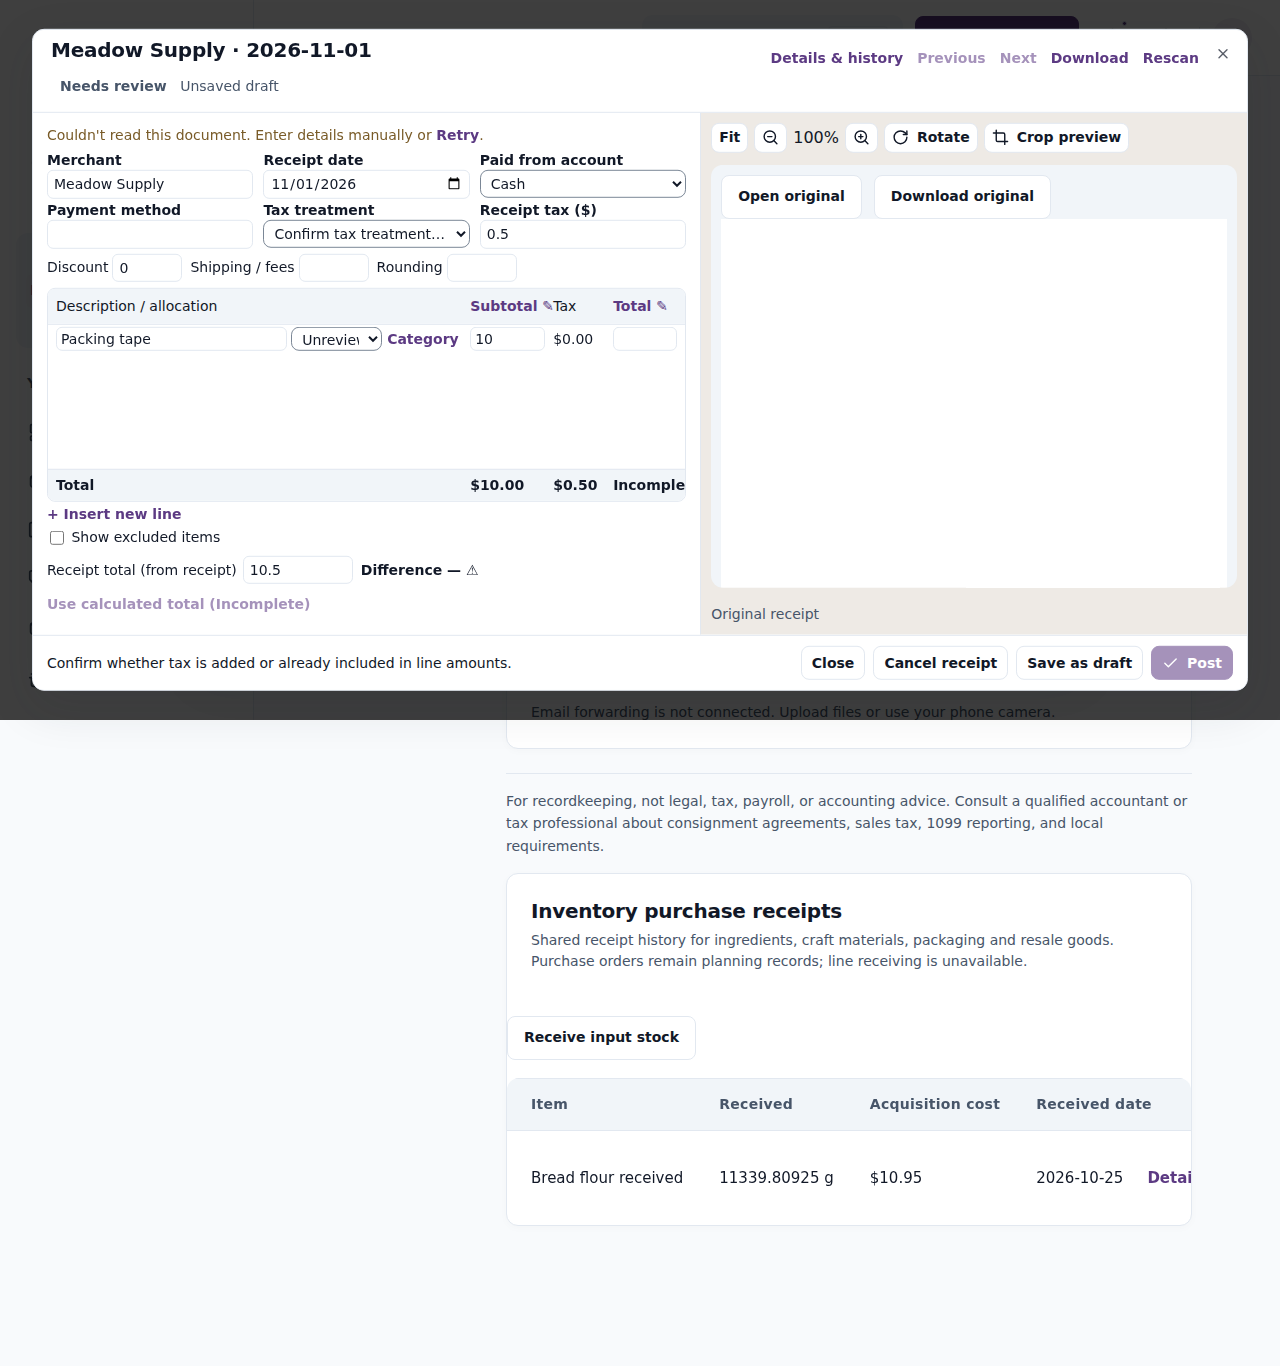 Meadow Supply · 2026-11-01
Details & history Previous Next Download Rescan ×
Needs review Unsaved draft
Couldn't read this document. Enter details manually or Retry.
Merchant Receipt date Paid from account
Meadow Supply 11/01/2026 Cash
Payment method Tax treatment Receipt tax ($)
Confirm tax treatment... 0.5
Discount 0 Shipping / fees Rounding
Description / allocation Subtotal ✎ Tax Total ✎
Packing tape Unreview Category 10 $0.00
Total $10.00 $0.50 Incomple
+ Insert new line
Show excluded items
Receipt total (from receipt) 10.5 Difference — ⚠
Use calculated total (Incomplete)
Fit 100% Rotate Crop preview
Open original Download original
Original receipt
Confirm whether tax is added or already included in line amounts.
Close Cancel receipt Save as draft Post
Email forwarding is not connected. Upload files or use your phone camera.
For recordkeeping, not legal, tax, payroll, or accounting advice. Consult a qualified accountant or
tax professional about consignment agreements, sales tax, 1099 reporting, and local
requirements.
Inventory purchase receipts
Shared receipt history for ingredients, craft materials, packaging and resale goods.
Purchase orders remain planning records; line receiving is unavailable.
Receive input stock
Item Received Acquisition cost Received date
Bread flour received 11339.80925 g $10.95 2026-10-25 Detai